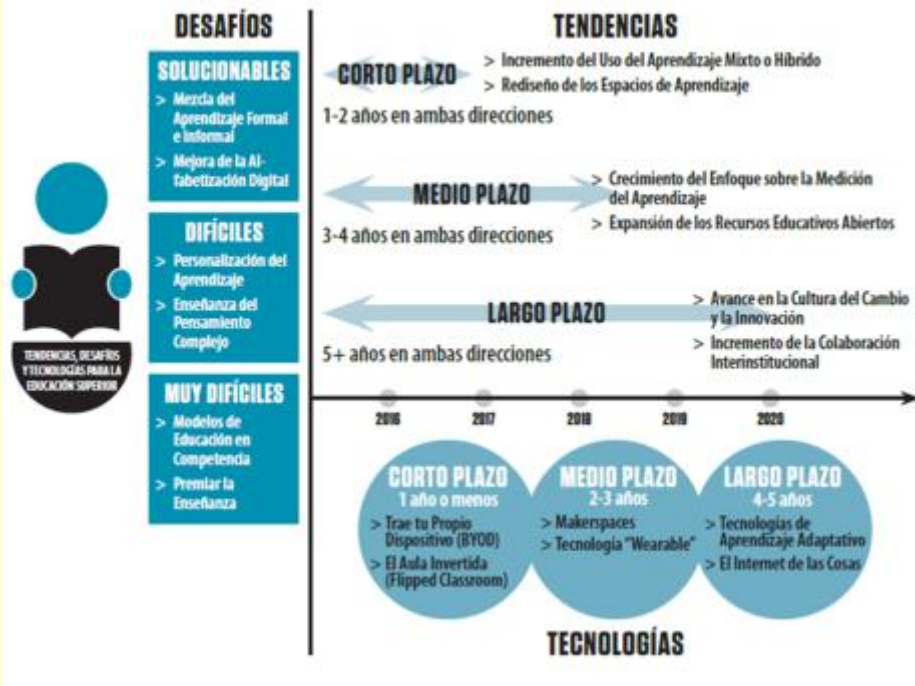 DESAFÍOS
SOLUCIONABLES
> Mezcla del
Aprendizaje Formal
e Informal
> Mejora de la Al-
fabetización Digital
DIFÍCILES
> Personalización del
Aprendizaje
> Enseñanza del
Pensamiento
Complejo
MUY DIFÍCILES
> Modelos de
Educación en
Competencia
> Premiar la
Enseñanza
TENDENCIAS, DESAFÍOS
Y TECNOLOGÍAS PARA LA
EDUCACIÓN SUPERIOR
TENDENCIAS
CORTO PLAZO
1-2 años en ambas direcciones
> Incremento del Uso del Aprendizaje Mixto o Híbrido
> Rediseño de los Espacios de Aprendizaje
MEDIO PLAZO
3-4 años en ambas direcciones
> Crecimiento del Enfoque sobre la Medición
del Aprendizaje
> Expansión de los Recursos Educativos Abiertos
LARGO PLAZO
5+ años en ambas direcciones
> Avance en la Cultura del Cambio
y la Innovación
> Incremento de la Colaboración
Interinstitucional
2016 2017 2018 2019 2020
CORTO PLAZO
1 año o menos
> Trae tu Propio
Dispositivo (BYOD)
> El Aula Invertida
(Flipped Classroom)
MEDIO PLAZO
2-3 años
> Makerspaces
> Tecnología "Wearable"
LARGO PLAZO
4-5 años
> Tecnologías de
Aprendizaje Adaptativo
> El Internet de las Cosas
TECNOLOGÍAS